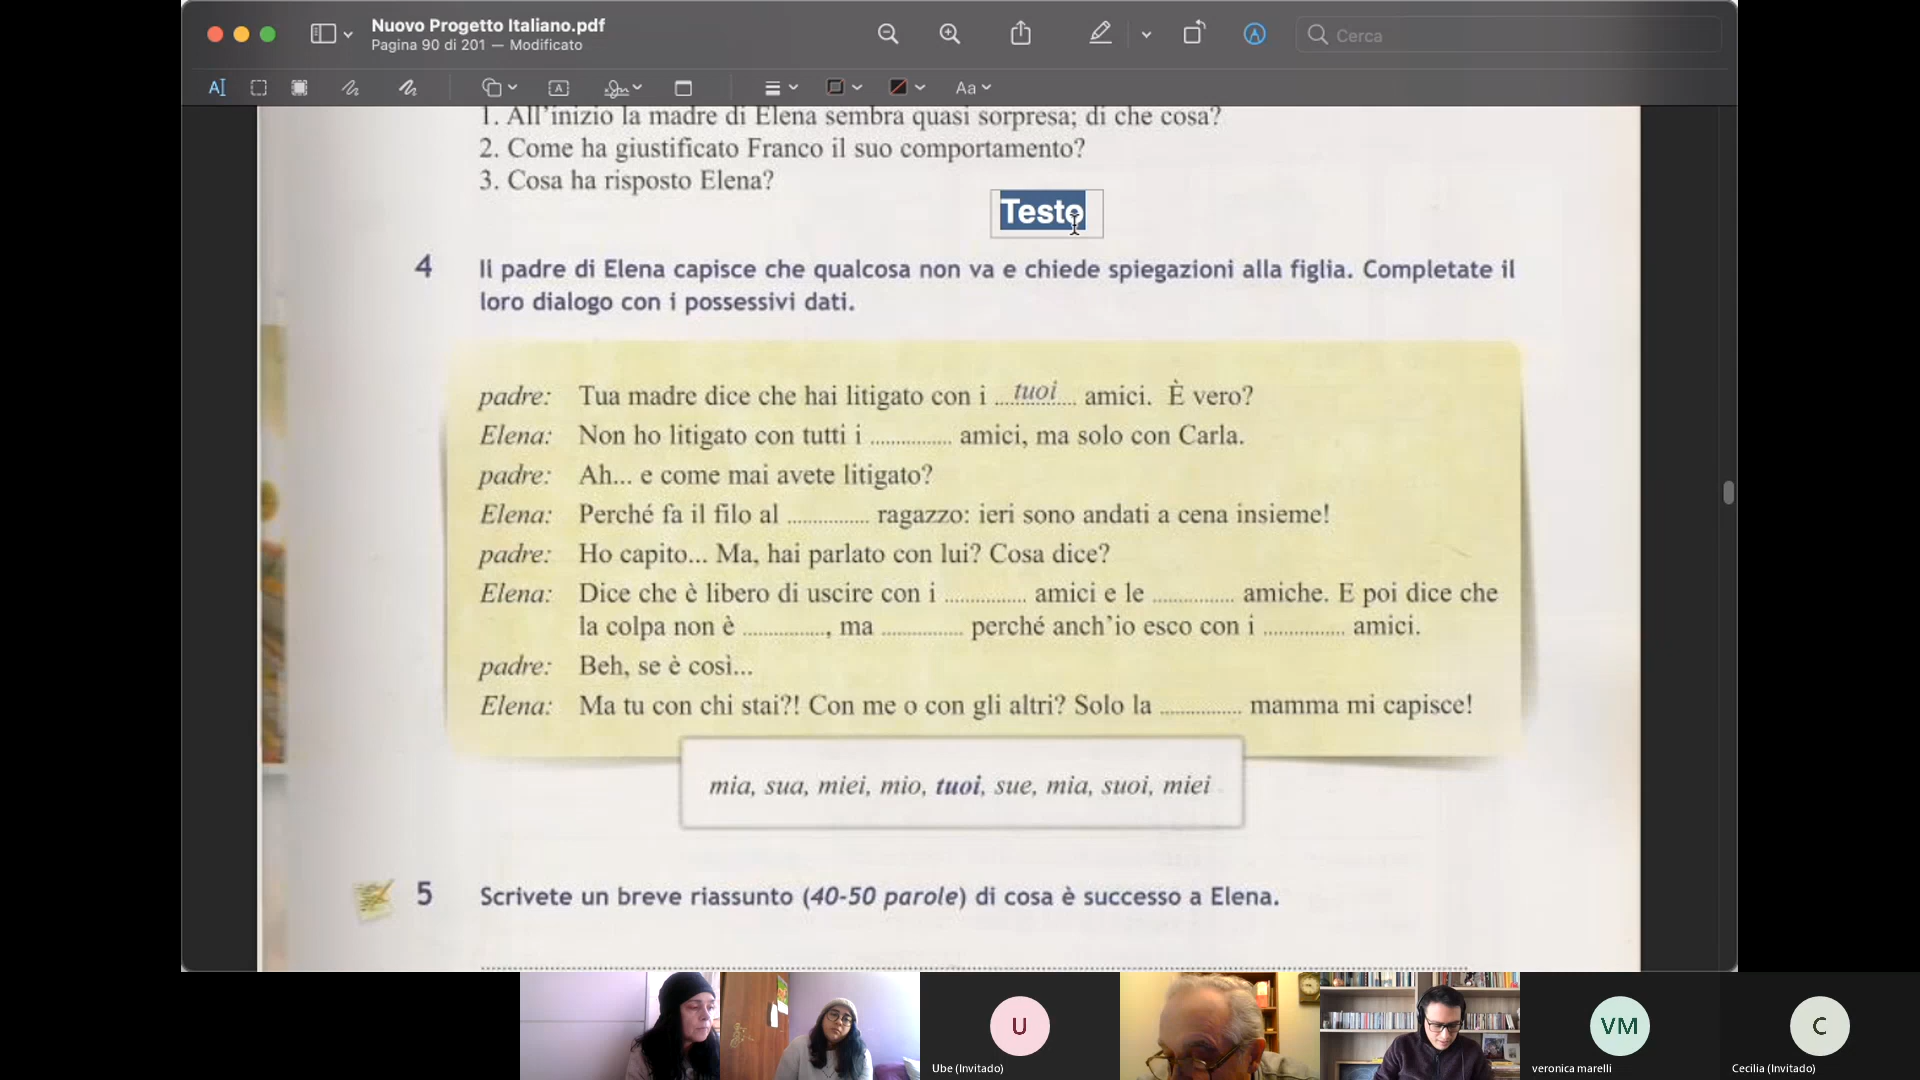 Nuovo Progetto Italiano.pdf
Pagina 90 di 201 — Modificato
Cerca
Aa
1. All'inizio la madre di Elena sembra quasi sorpresa; di che cosa?
2. Come ha giustificato Franco il suo comportamento?
3. Cosa ha risposto Elena?
Testo
4 Il padre di Elena capisce che qualcosa non va e chiede spiegazioni alla figlia. Completate il
loro dialogo con i possessivi dati.
padre: Tua madre dice che hai litigato con i ...tuoi... amici. È vero?
Elena: Non ho litigato con tutti i ............... amici, ma solo con Carla.
padre: Ah... e come mai avete litigato?
Elena: Perché fa il filo al ............... ragazzo: ieri sono andati a cena insieme!
padre: Ho capito... Ma, hai parlato con lui? Cosa dice?
Elena: Dice che è libero di uscire con i ............... amici e le ............... amiche. E poi dice che
la colpa non è ..............., ma ............... perché anch'io esco con i ............... amici.
padre: Beh, se è così...
Elena: Ma tu con chi stai?! Con me o con gli altri? Solo la ............... mamma mi capisce!
mia, sua, miei, mio, tuoi, sue, mia, suoi, miei
5 Scrivete un breve riassunto (40-50 parole) di cosa è successo a Elena.
U
VM
C
Ube (Invitado)
veronica marelli
Cecilia (Invitado)